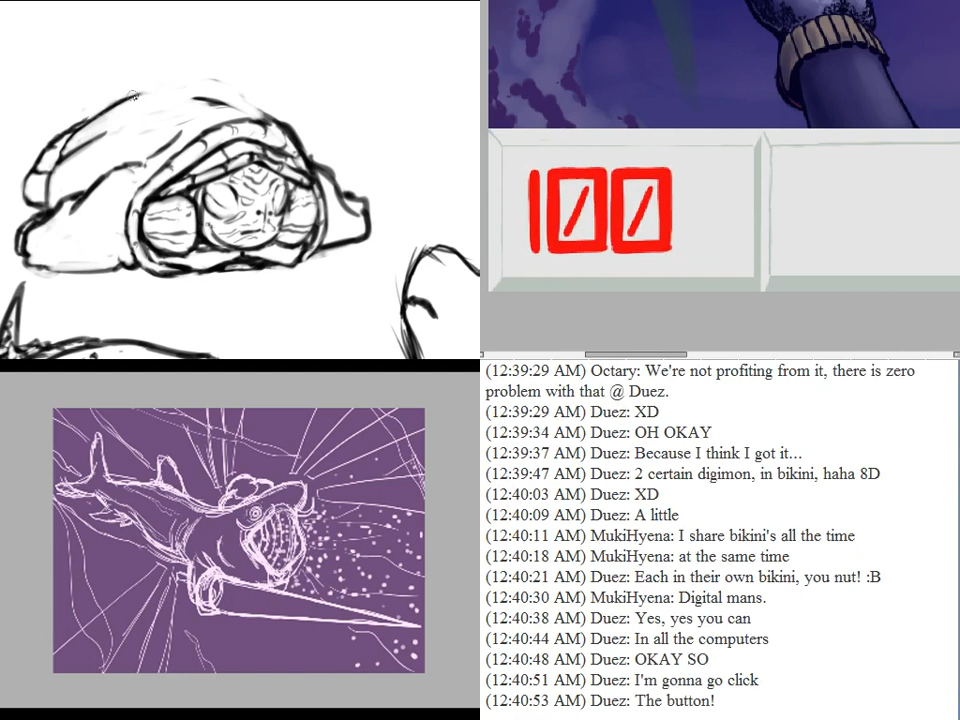 100
(12:39:29 AM) Octary: We're not profiting from it, there is zero
problem with that @ Duez.
(12:39:29 AM) Duez: XD
(12:39:34 AM) Duez: OH OKAY
(12:39:37 AM) Duez: Because I think I got it...
(12:39:47 AM) Duez: 2 certain digimon, in bikini, haha 8D
(12:40:03 AM) Duez: XD
(12:40:09 AM) Duez: A little
(12:40:11 AM) MukiHyena: I share bikini's all the time
(12:40:18 AM) MukiHyena: at the same time
(12:40:21 AM) Duez: Each in their own bikini, you nut! :B
(12:40:30 AM) MukiHyena: Digital mans.
(12:40:38 AM) Duez: Yes, yes you can
(12:40:44 AM) Duez: In all the computers
(12:40:48 AM) Duez: OKAY SO
(12:40:51 AM) Duez: I'm gonna go click
(12:40:53 AM) Duez: The button!